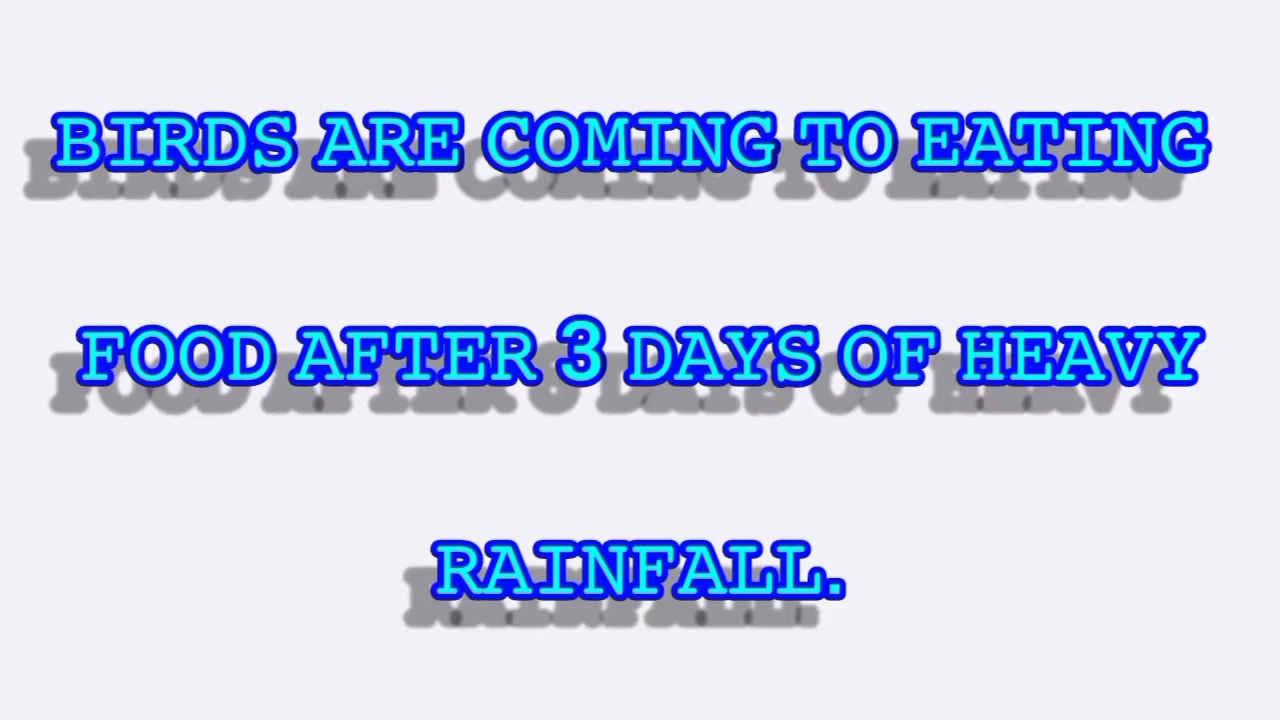 BIRDS ARE COMING TO EATING
FOOD AFTER 3 DAYS OF HEAVY
RAINFALL.